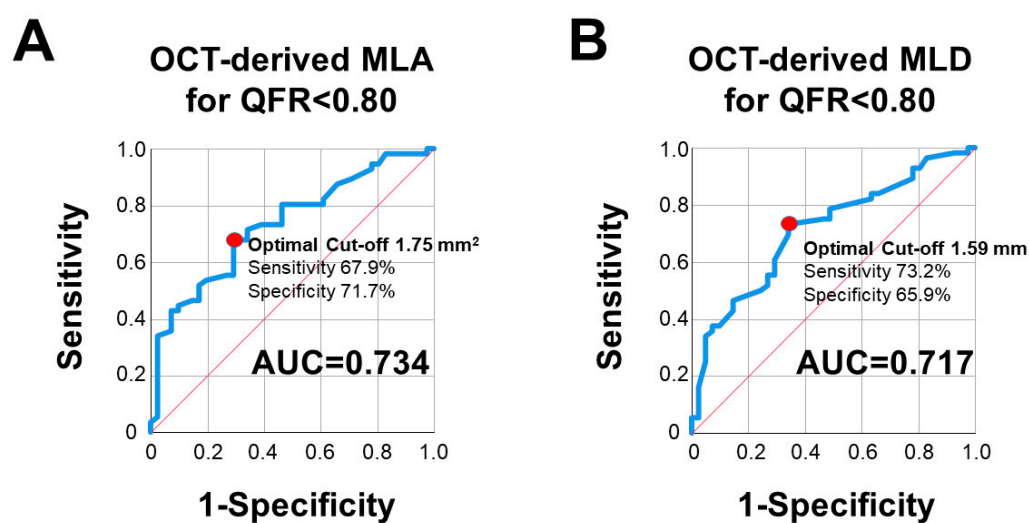 A
OCT-derived MLA
for QFR<0.80
1.0
0.8
0.6
0.4
0.2
0
Sensitivity
Optimal Cut-off 1.75 mm²
Sensitivity 67.9%
Specificity 71.7%
AUC=0.734
0 0.2 0.4 0.6 0.8 1.0
1-Specificity
B
OCT-derived MLD
for QFR<0.80
1.0
0.8
0.6
0.4
0.2
0
Sensitivity
Optimal Cut-off 1.59 mm
Sensitivity 73.2%
Specificity 65.9%
AUC=0.717
0 0.2 0.4 0.6 0.8 1.0
1-Specificity